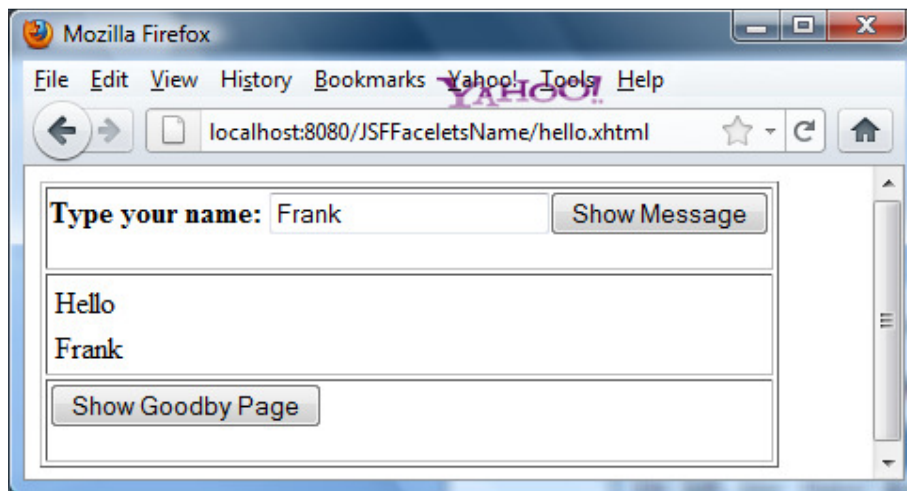 Mozilla Firefox
File Edit View History Bookmarks Yahoo! Tools Help
YAHOO!
localhost:8080/JSFFaceletsName/hello.xhtml
Type your name: Frank Show Message
Hello
Frank
Show Goodby Page